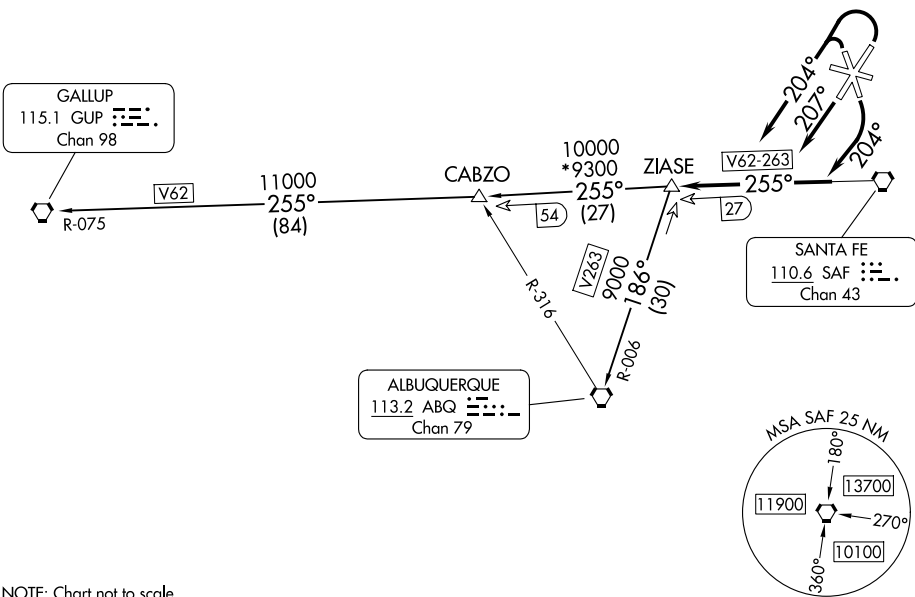 GALLUP
115.1 GUP
Chan 98
R-075
V62
11000
255°
(84)
CABZO
10000
*9300
255°
(27)
54
ZIASE
V62-263
255°
27
204°
207°
204°
SANTA FE
110.6 SAF
Chan 43
V263
9000
186°
(30)
R-316
R-006
ALBUQUERQUE
113.2 ABQ
Chan 79
MSA SAF 25 NM
180°
13700
11900
270°
10100
360°
NOTE: Chart not to scale